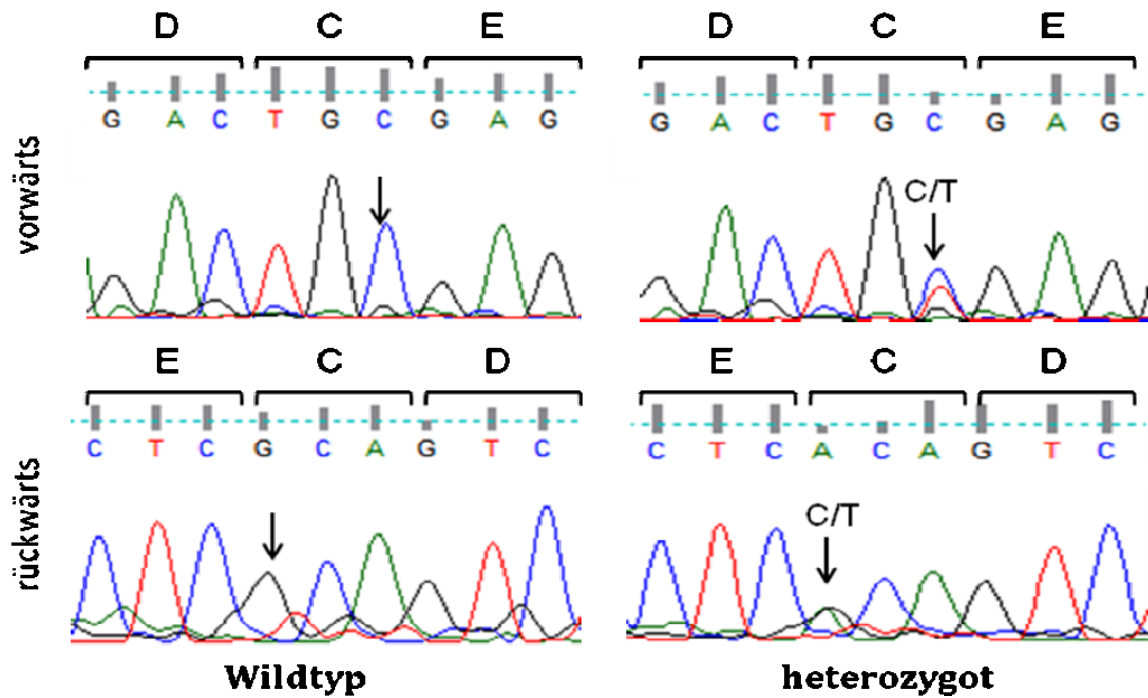 D C E D C E
G A C T G C G A G G A C T G C G A G
vorwärts
C/T
E C D E C D
C T C G C A G T C C T C A C A G T C
rückwärts
C/T
Wildtyp heterozygot